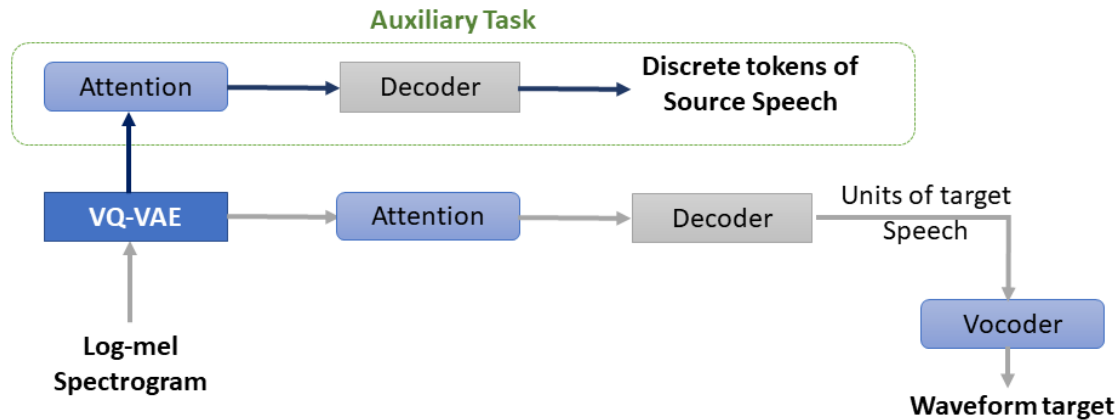 Auxiliary Task
Attention
Decoder
Discrete tokens of
Source Speech
VQ-VAE
Attention
Decoder
Units of target
Speech
Log-mel
Spectrogram
Vocoder
Waveform target